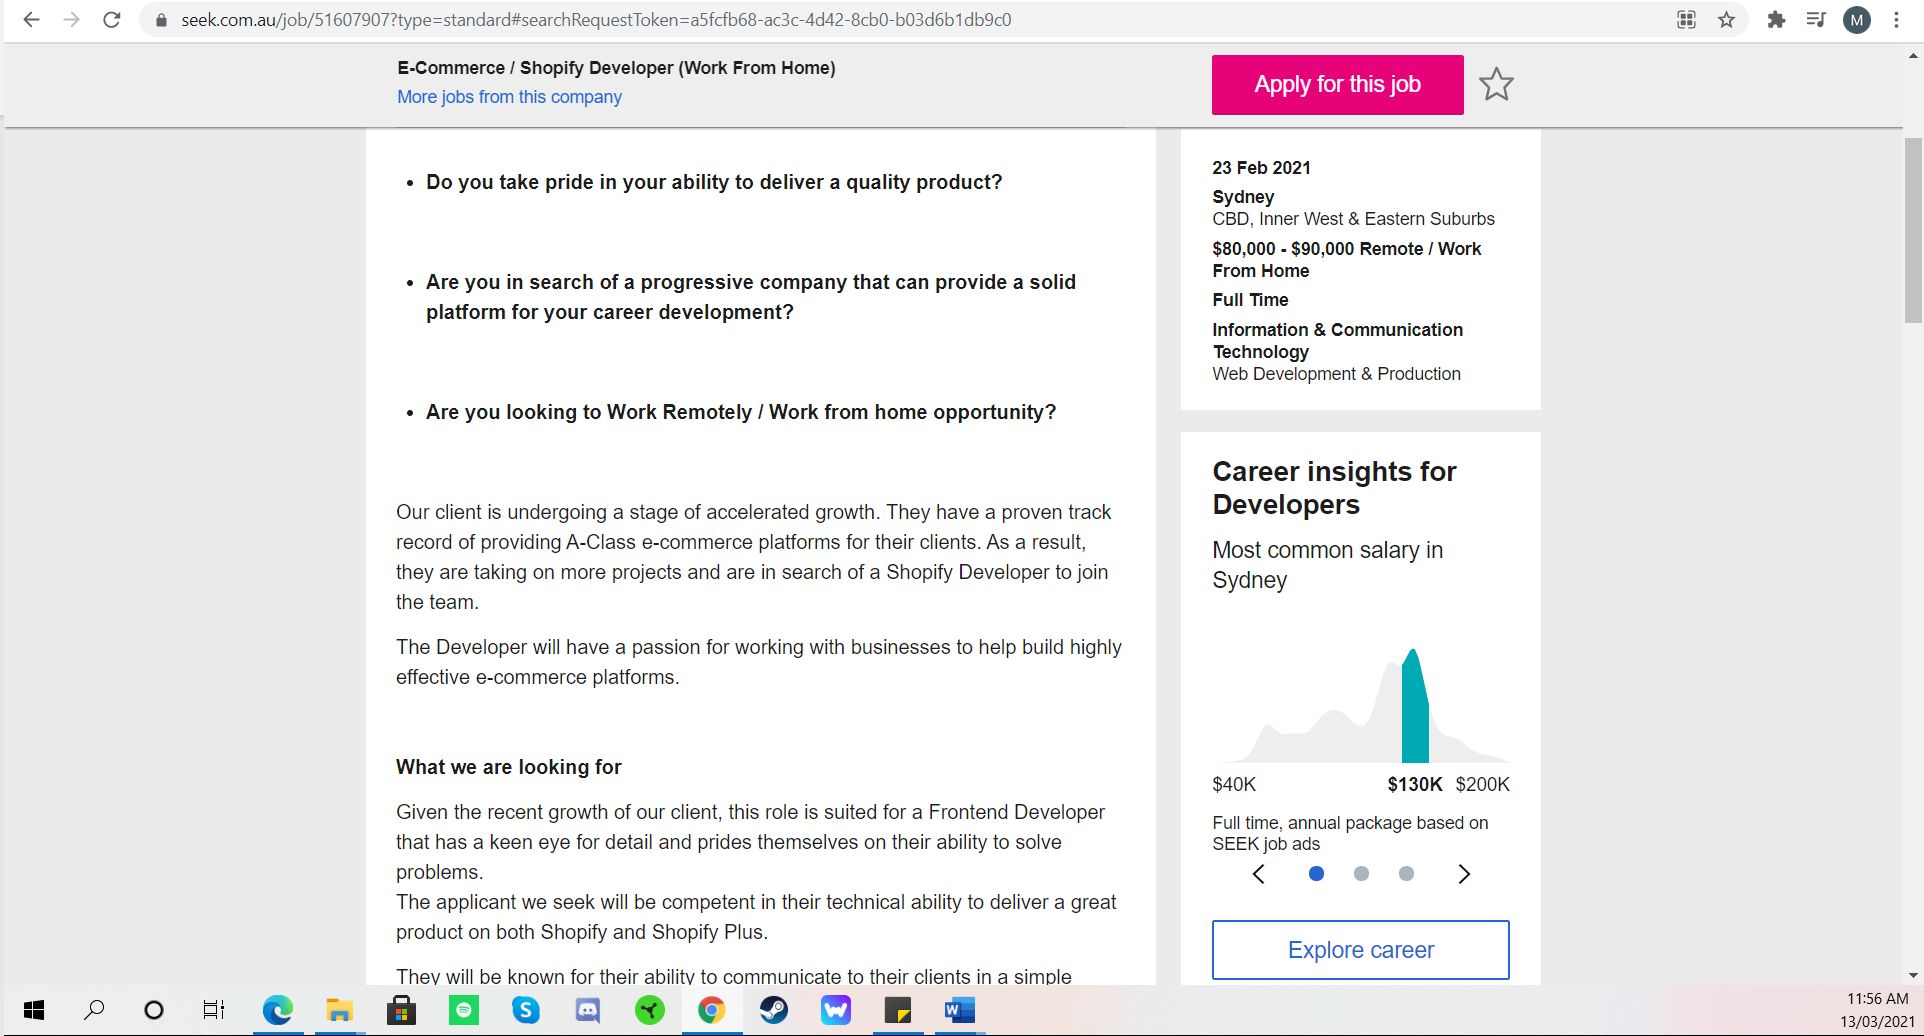 seek.com.au/job/51607907?type=standard#searchRequestToken=a5fcfb68-ac3c-4d42-8cb0-b03d6b1db9c0
M
E-Commerce / Shopify Developer (Work From Home)
More jobs from this company
Apply for this job
• Do you take pride in your ability to deliver a quality product?
• Are you in search of a progressive company that can provide a solid
platform for your career development?
• Are you looking to Work Remotely / Work from home opportunity?
Our client is undergoing a stage of accelerated growth. They have a proven track
record of providing A-Class e-commerce platforms for their clients. As a result,
they are taking on more projects and are in search of a Shopify Developer to join
the team.
The Developer will have a passion for working with businesses to help build highly
effective e-commerce platforms.
What we are looking for
Given the recent growth of our client, this role is suited for a Frontend Developer
that has a keen eye for detail and prides themselves on their ability to solve
problems.
The applicant we seek will be competent in their technical ability to deliver a great
product on both Shopify and Shopify Plus.
They will be known for their ability to communicate to their clients in a simple
23 Feb 2021
Sydney
CBD, Inner West & Eastern Suburbs
$80,000 - $90,000 Remote / Work
From Home
Full Time
Information & Communication
Technology
Web Development & Production
Career insights for
Developers
Most common salary in
Sydney
$40K $130K $200K
Full time, annual package based on
SEEK job ads
Explore career
11:56 AM
13/03/2021